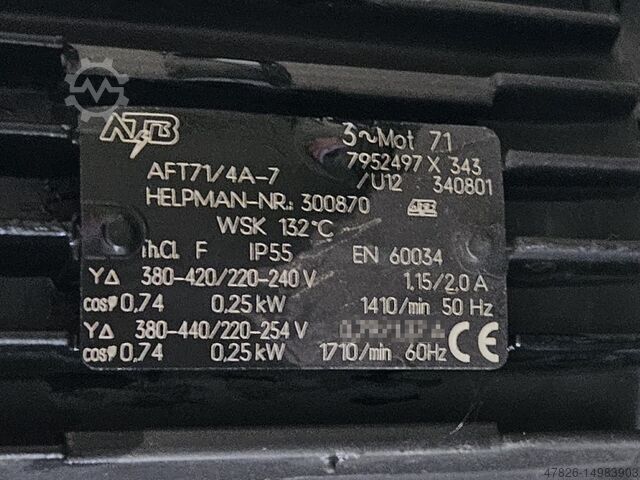 ATB 3~Mot 71
AFT71/4A-7 7952497 X 343
HELPMAN-NR.: 300870 /U12 340801
WSK 132°C
Th.Cl. F IP55 EN 60034
YΔ 380-420/220-240 V 1,15/2,0 A
cosφ 0,74 0,25 kW 1410/min 50 Hz
YΔ 380-440/220-254 V
cosφ 0,74 0,25 kW 1710/min 60Hz CE
47826-14983903